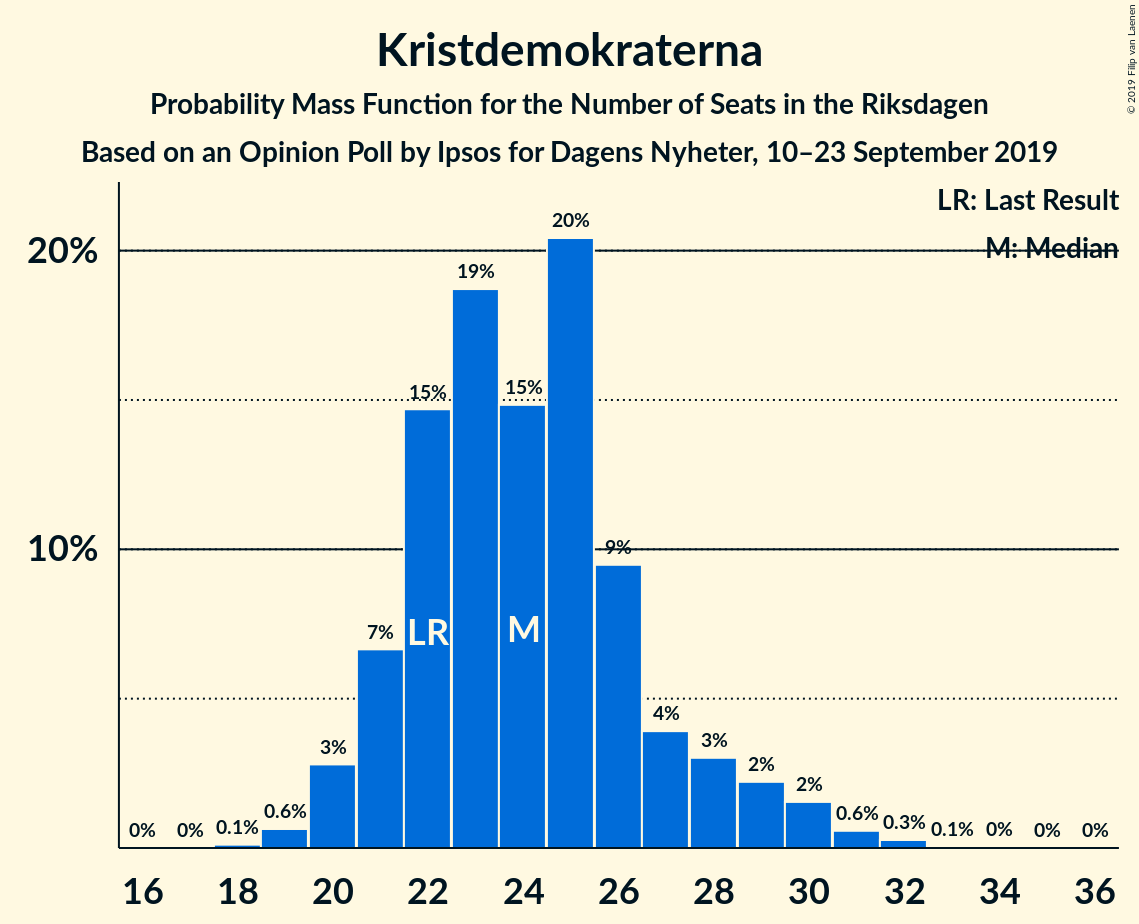 Kristdemokraterna
Probability Mass Function for the Number of Seats in the Riksdagen
Based on an Opinion Poll by Ipsos for Dagens Nyheter, 10–23 September 2019
© 2019 Filip van Laenen
LR: Last Result
M: Median
20%
10%
0% 0% 0.1% 0.6% 3% 7% 15% 19% 15% 20% 9% 4% 3% 2% 2% 0.6% 0.3% 0.1% 0% 0% 0%
LR M
16 18 20 22 24 26 28 30 32 34 36